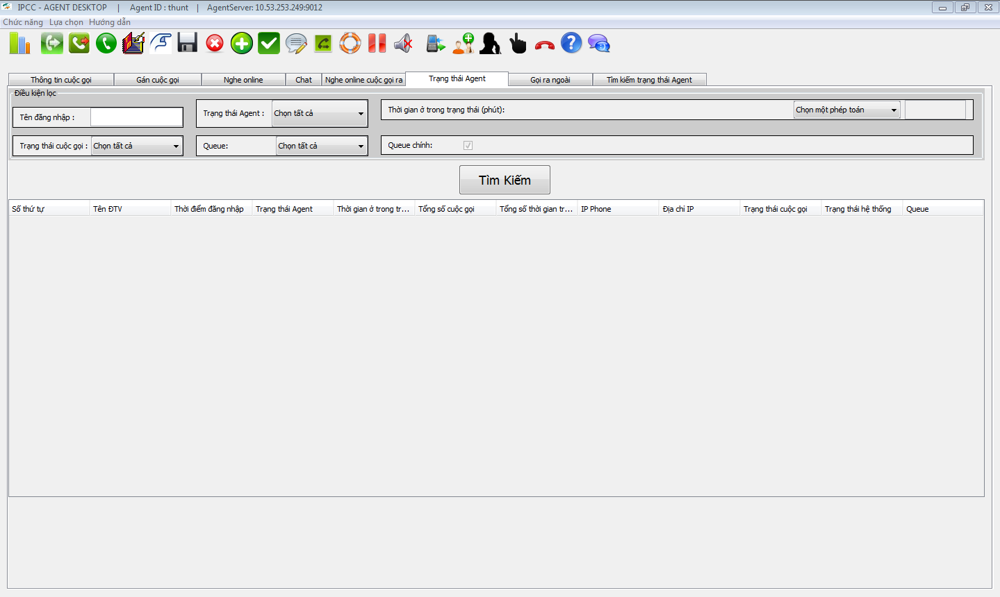 IPCC - AGENT DESKTOP | Agent ID : thunt | AgentServer: 10.53.253.249:9012
Chức năng Lựa chọn Hướng dẫn
Thông tin cuộc gọi Gán cuộc gọi Nghe online Chat Nghe online cuộc gọi ra Trạng thái Agent Gọi ra ngoài Tìm kiếm trạng thái Agent
Điều kiện lọc
Tên đăng nhập : Trạng thái Agent : Chọn tất cả Thời gian ở trong trạng thái (phút): Chọn một phép toán
Trạng thái cuộc gọi : Chọn tất cả Queue: Chọn tất cả Queue chính:
Tìm Kiếm
Số thứ tự Tên ĐTV Thời điểm đăng nhập Trạng thái Agent Thời gian ở trong tr... Tổng số cuộc gọi Tổng số thời gian tr... IP Phone Địa chỉ IP Trạng thái cuộc gọi Trạng thái hệ thống Queue